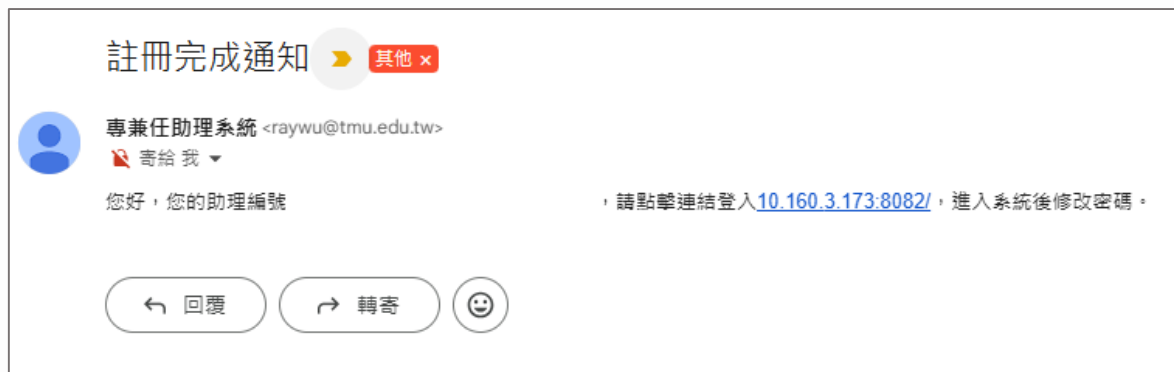 註冊完成通知 其他 ×
專兼任助理系統 <raywu@tmu.edu.tw>
寄給 我
您好，您的助理編號 ，請點擊連結登入10.160.3.173:8082/，進入系統後修改密碼。
回覆 轉寄